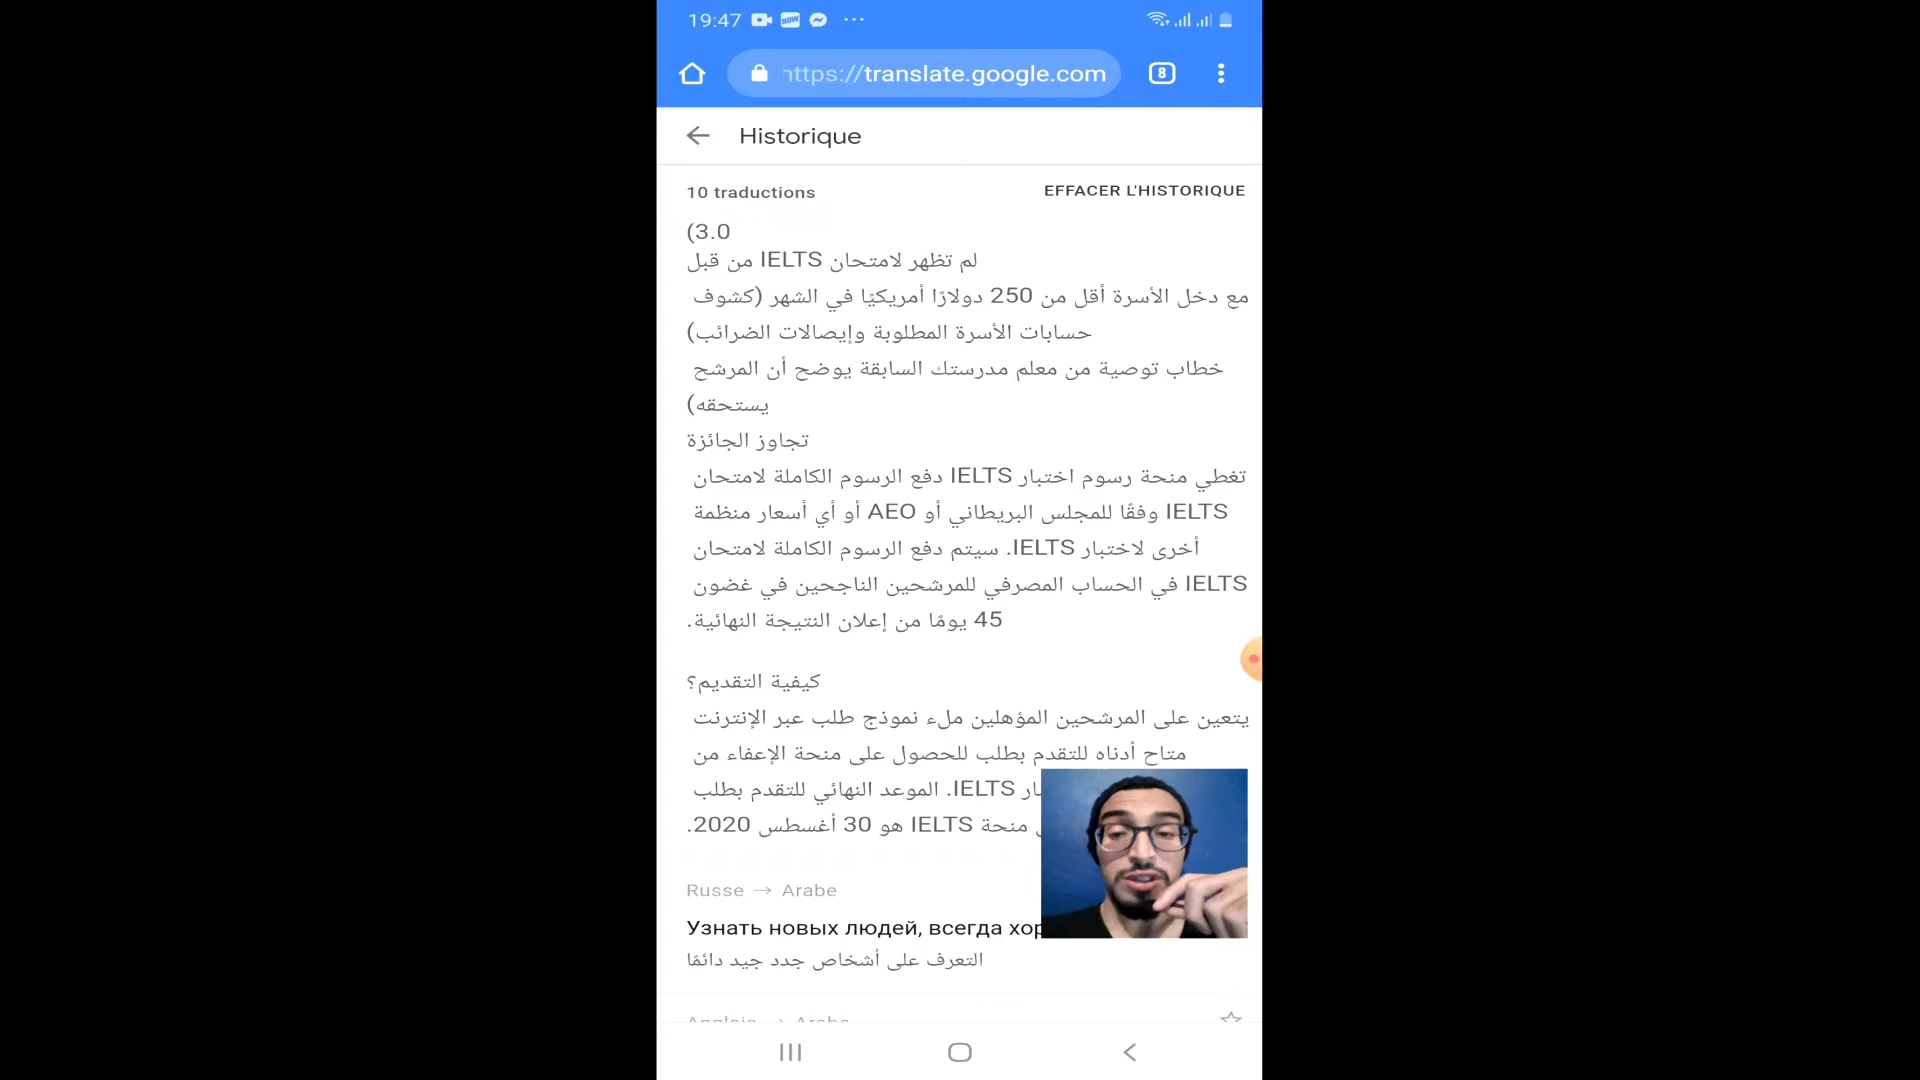 19:47
https://translate.google.com
8
Historique
10 traductions
EFFACER L'HISTORIQUE
(3.0
لم تظهر لامتحان IELTS من قبل
مع دخل الأسرة أقل من 250 دولارًا أمريكيًا في الشهر (كشوف
حسابات الأسرة المطلوبة وإيصالات الضرائب)
خطاب توصية من معلم مدرستك السابقة يوضح أن المرشح
يستحقه)
تجاوز الجائزة
تغطي منحة رسوم اختبار IELTS دفع الرسوم الكاملة لامتحان
IELTS وفقًا للمجلس البريطاني أو AEO أو أي أسعار منظمة
أخرى لاختبار IELTS. سيتم دفع الرسوم الكاملة لامتحان
IELTS في الحساب المصرفي للمرشحين الناجحين في غضون
45 يومًا من إعلان النتيجة النهائية.
كيفية التقديم؟
يتعين على المرشحين المؤهلين ملء نموذج طلب عبر الإنترنت
متاح أدناه للتقدم بطلب للحصول على منحة الإعفاء من
IELTS. الموعد النهائي للتقدم بطلب
منحة IELTS هو 30 أغسطس 2020.
Russe → Arabe
Узнать новых людей, всегда
التعرف على أشخاص جدد جيد دائمًا
Anglais → Arabe